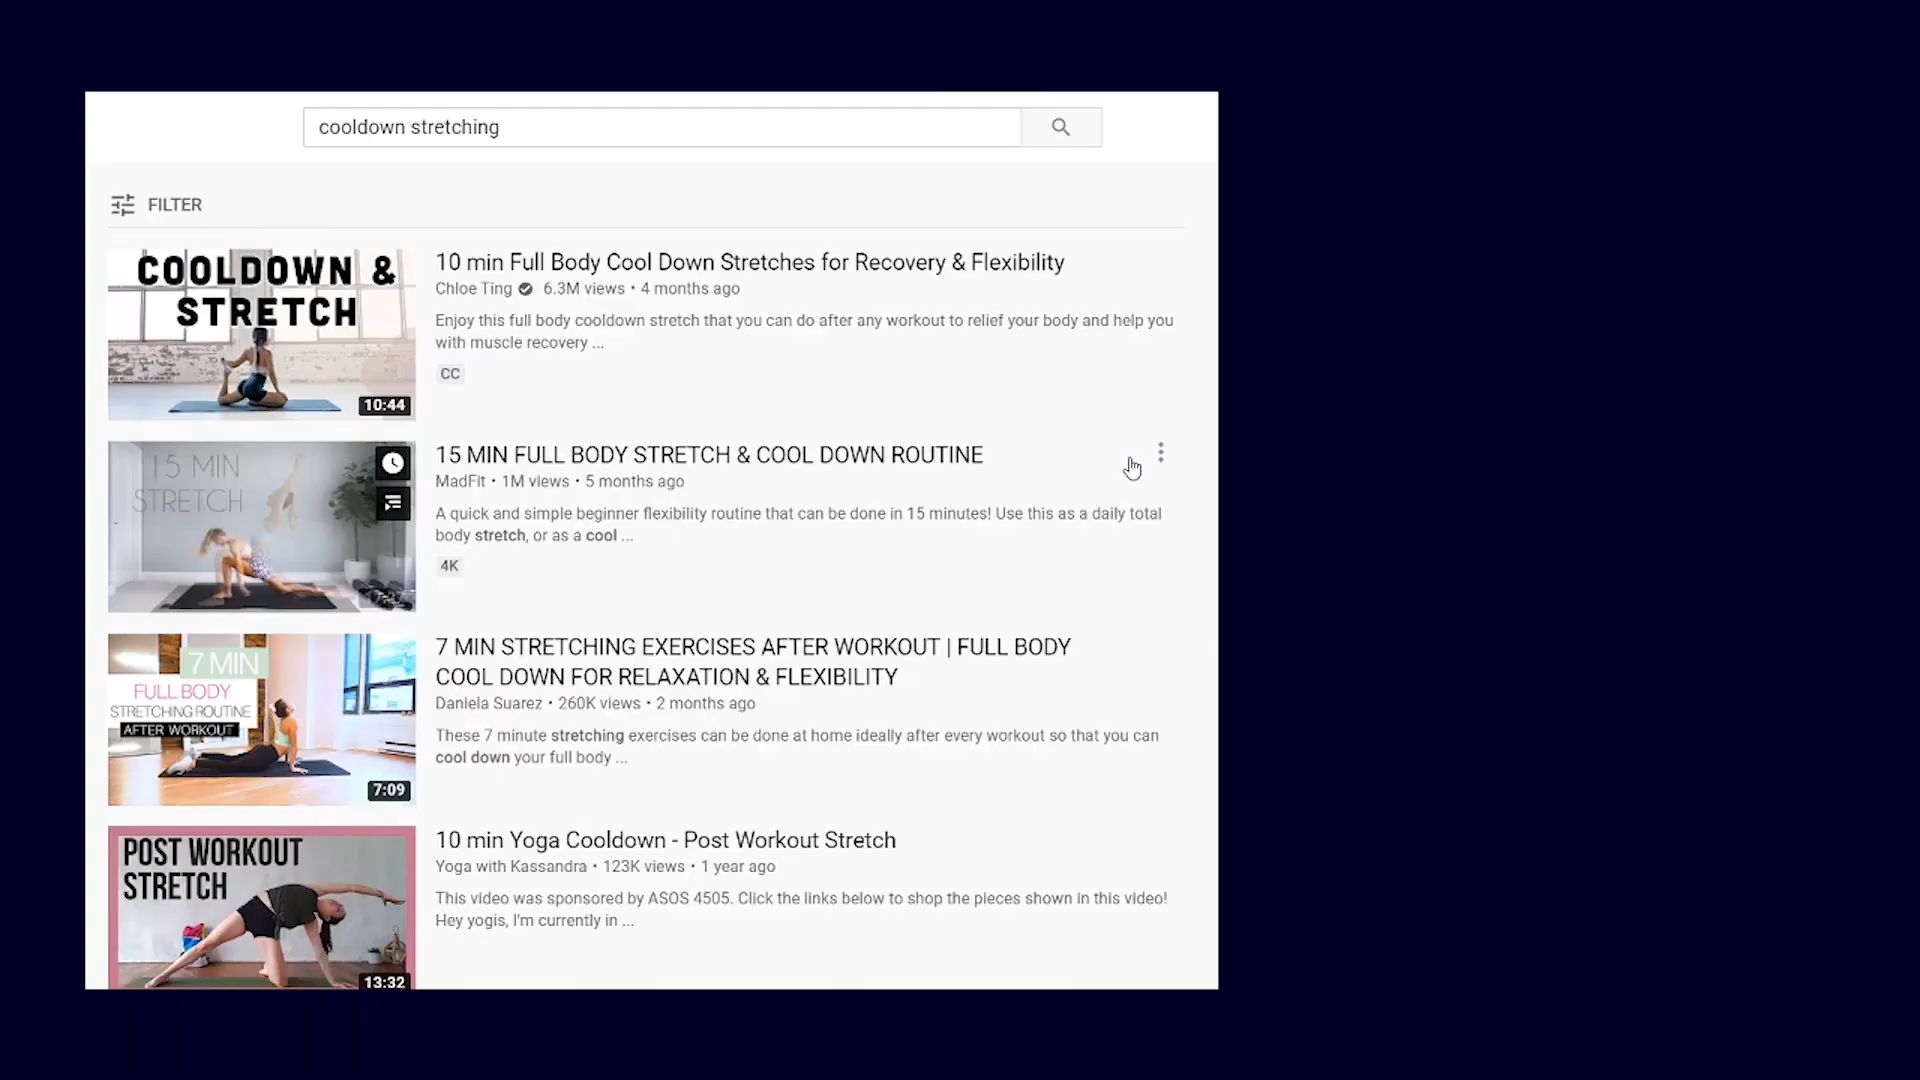 cooldown stretching
FILTER
COOLDOWN &
STRETCH
10:44
10 min Full Body Cool Down Stretches for Recovery & Flexibility
Chloe Ting 6.3M views • 4 months ago
Enjoy this full body cooldown stretch that you can do after any workout to relief your body and help you
with muscle recovery ...
CC
15 MIN
STRETCH
15 MIN FULL BODY STRETCH & COOL DOWN ROUTINE
MadFit • 1M views • 5 months ago
A quick and simple beginner flexibility routine that can be done in 15 minutes! Use this as a daily total
body stretch, or as a cool ...
4K
7 MIN
FULL BODY
STRETCHING ROUTINE
AFTER WORKOUT
7:09
7 MIN STRETCHING EXERCISES AFTER WORKOUT | FULL BODY
COOL DOWN FOR RELAXATION & FLEXIBILITY
Daniela Suarez • 260K views • 2 months ago
These 7 minute stretching exercises can be done at home ideally after every workout so that you can
cool down your full body ...
POST WORKOUT
STRETCH
13:32
10 min Yoga Cooldown - Post Workout Stretch
Yoga with Kassandra • 123K views • 1 year ago
This video was sponsored by ASOS 4505. Click the links below to shop the pieces shown in this video!
Hey yogis, I'm currently in ...